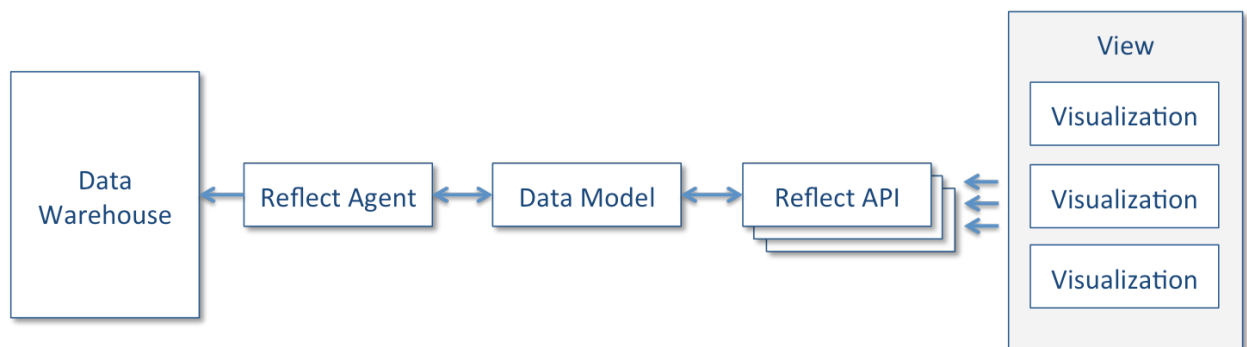 Data
Warehouse
Reflect Agent
Data Model
Reflect API
View
Visualization
Visualization
Visualization